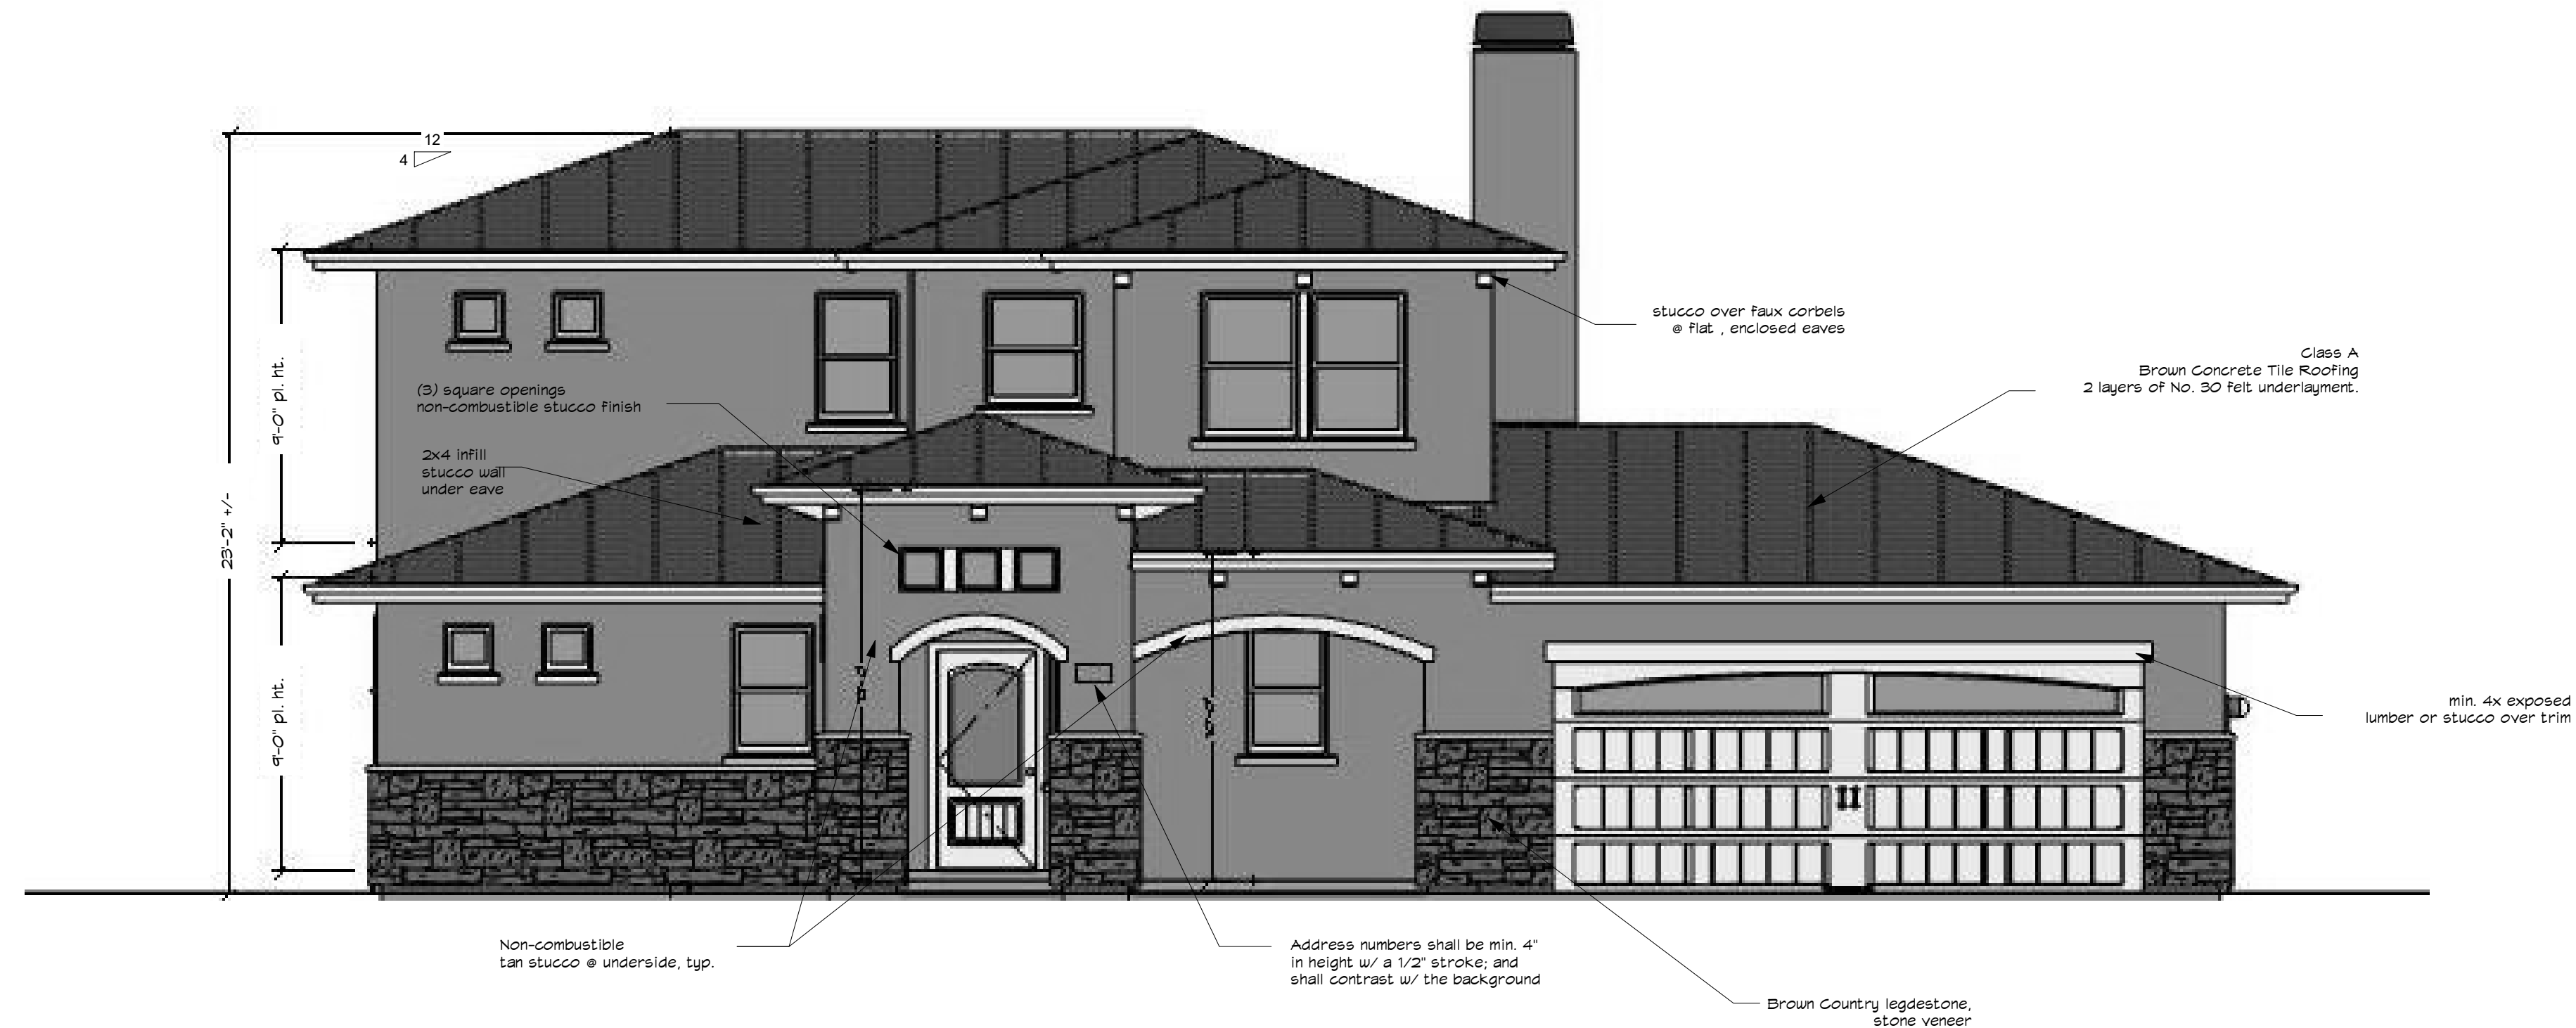 12
4
stucco over faux corbels
@ flat , enclosed eaves
Class A
Brown Concrete Tile Roofing
2 layers of No. 30 felt underlayment.
(3) square openings
non-combustible stucco finish
2x4 infill
stucco wall
under eave
9'-0" pl. ht.
23'-2" +/-
9'-0" pl. ht.
min. 4x exposed
lumber or stucco over trim
Non-combustible
tan stucco @ underside, typ.
Address numbers shall be min. 4"
in height w/ a 1/2" stroke; and
shall contrast w/ the background
Brown Country legdestone,
stone veneer